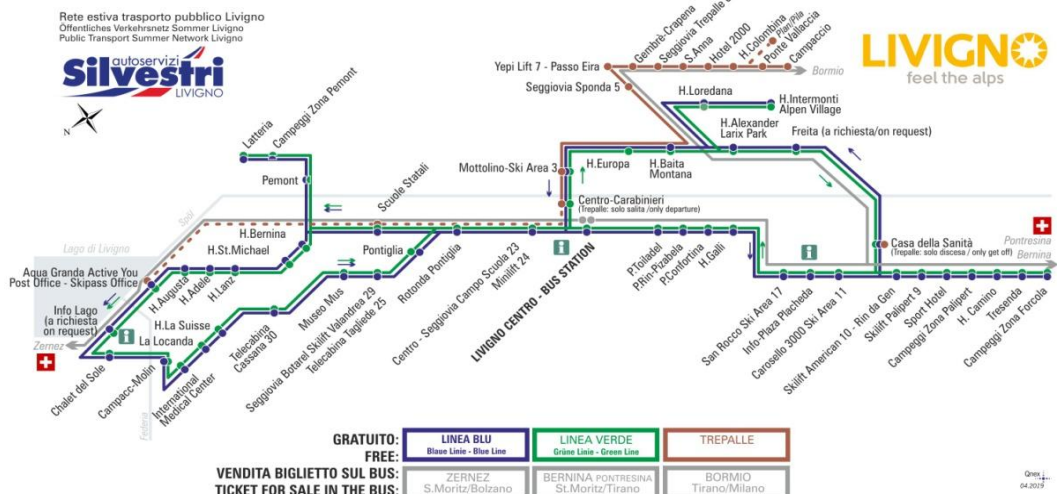 Rete estiva trasporto pubblico Livigno
Öffentliches Verkehrsnetz Sommer Livigno
Public Transport Summer Network Livigno
autoservizi
Silvestri
LIVIGNO
N
LIVIGNO
feel the alps
Gembrè-Crapena
Seggiovia Trepalle
S.Anna
Hotel 2000
H.Colombina
Plan/Pila
Ponte Vallaccia
Campaccio
Bormio
Yepi Lift 7 - Passo Eira
Seggiovia Sponda 5
H.Loredana
H.Intermonti
Alpen Village
H.Alexander
Larix Park
Freita (a richiesta/on request)
Latteria
Campeggi Zona Pemont
Pemont
Scuole Statali
Mottolino-Ski Area 3
H.Europa
H.Baita
Montana
Centro-Carabinieri
(Trepalle: solo salita /only departure)
Spöl
Lago di Livigno
H.Bernina
H.St.Michael
H.Lanz
H.Adele
H.Augusta
Pontiglia
Casa della Sanità
(Trepalle: solo discesa / only get off)
Pontresina
Bernina
Aqua Granda Active You
Post Office - Skipass Office
Info Lago
(a richiesta
on request)
Zernez
Federia
Chalet del Sole
Campacc-Molin
H.La Suisse
La Locanda
International
Medical Center
Telecabina
Cassana 30
Museo Mus
Seggiovia Botarel Skilift Valandrea 29
Telecabina Tagliede 25
Rotonda Pontiglia
Centro - Seggiovia Campo Scuola 23
Minilift 24
LIVIGNO CENTRO - BUS STATION
P.Toiladel
P.Rin-Pizabela
P.Confortina
H.Galli
San Rocco Ski Area 17
Info-Plaza Placheda
Carosello 3000 Ski Area 11
Skilift American 10 - Rin da Gen
Skilift Palipert 9
Sport Hotel
Campeggi Zona Palipert
H. Camino
Tresenda
Campeggi Zona Forcola
GRATUITO:
FREE:
LINEA BLU
Blaue Linie - Blue Line
LINEA VERDE
Grüne Linie - Green Line
TREPALLE
VENDITA BIGLIETTO SUL BUS:
TICKET FOR SALE IN THE BUS:
ZERNEZ
S.Moritz/Bolzano
BERNINA PONTRESINA
St.Moritz/Tirano
BORMIO
Tirano/Milano
Qnex
04.2019